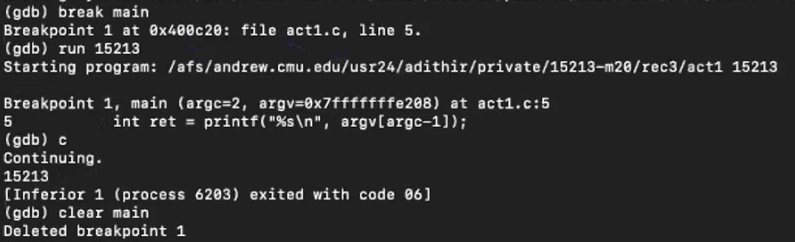 (gdb) break main
Breakpoint 1 at 0x400c20: file act1.c, line 5.
(gdb) run 15213
Starting program: /afs/andrew.cmu.edu/usr24/adithir/private/15213-m20/rec3/act1 15213
Breakpoint 1, main (argc=2, argv=0x7fffffffe208) at act1.c:5
5 int ret = printf("%s\n", argv[argc-1]);
(gdb) c
Continuing.
15213
[Inferior 1 (process 6203) exited with code 06]
(gdb) clear main
Deleted breakpoint 1